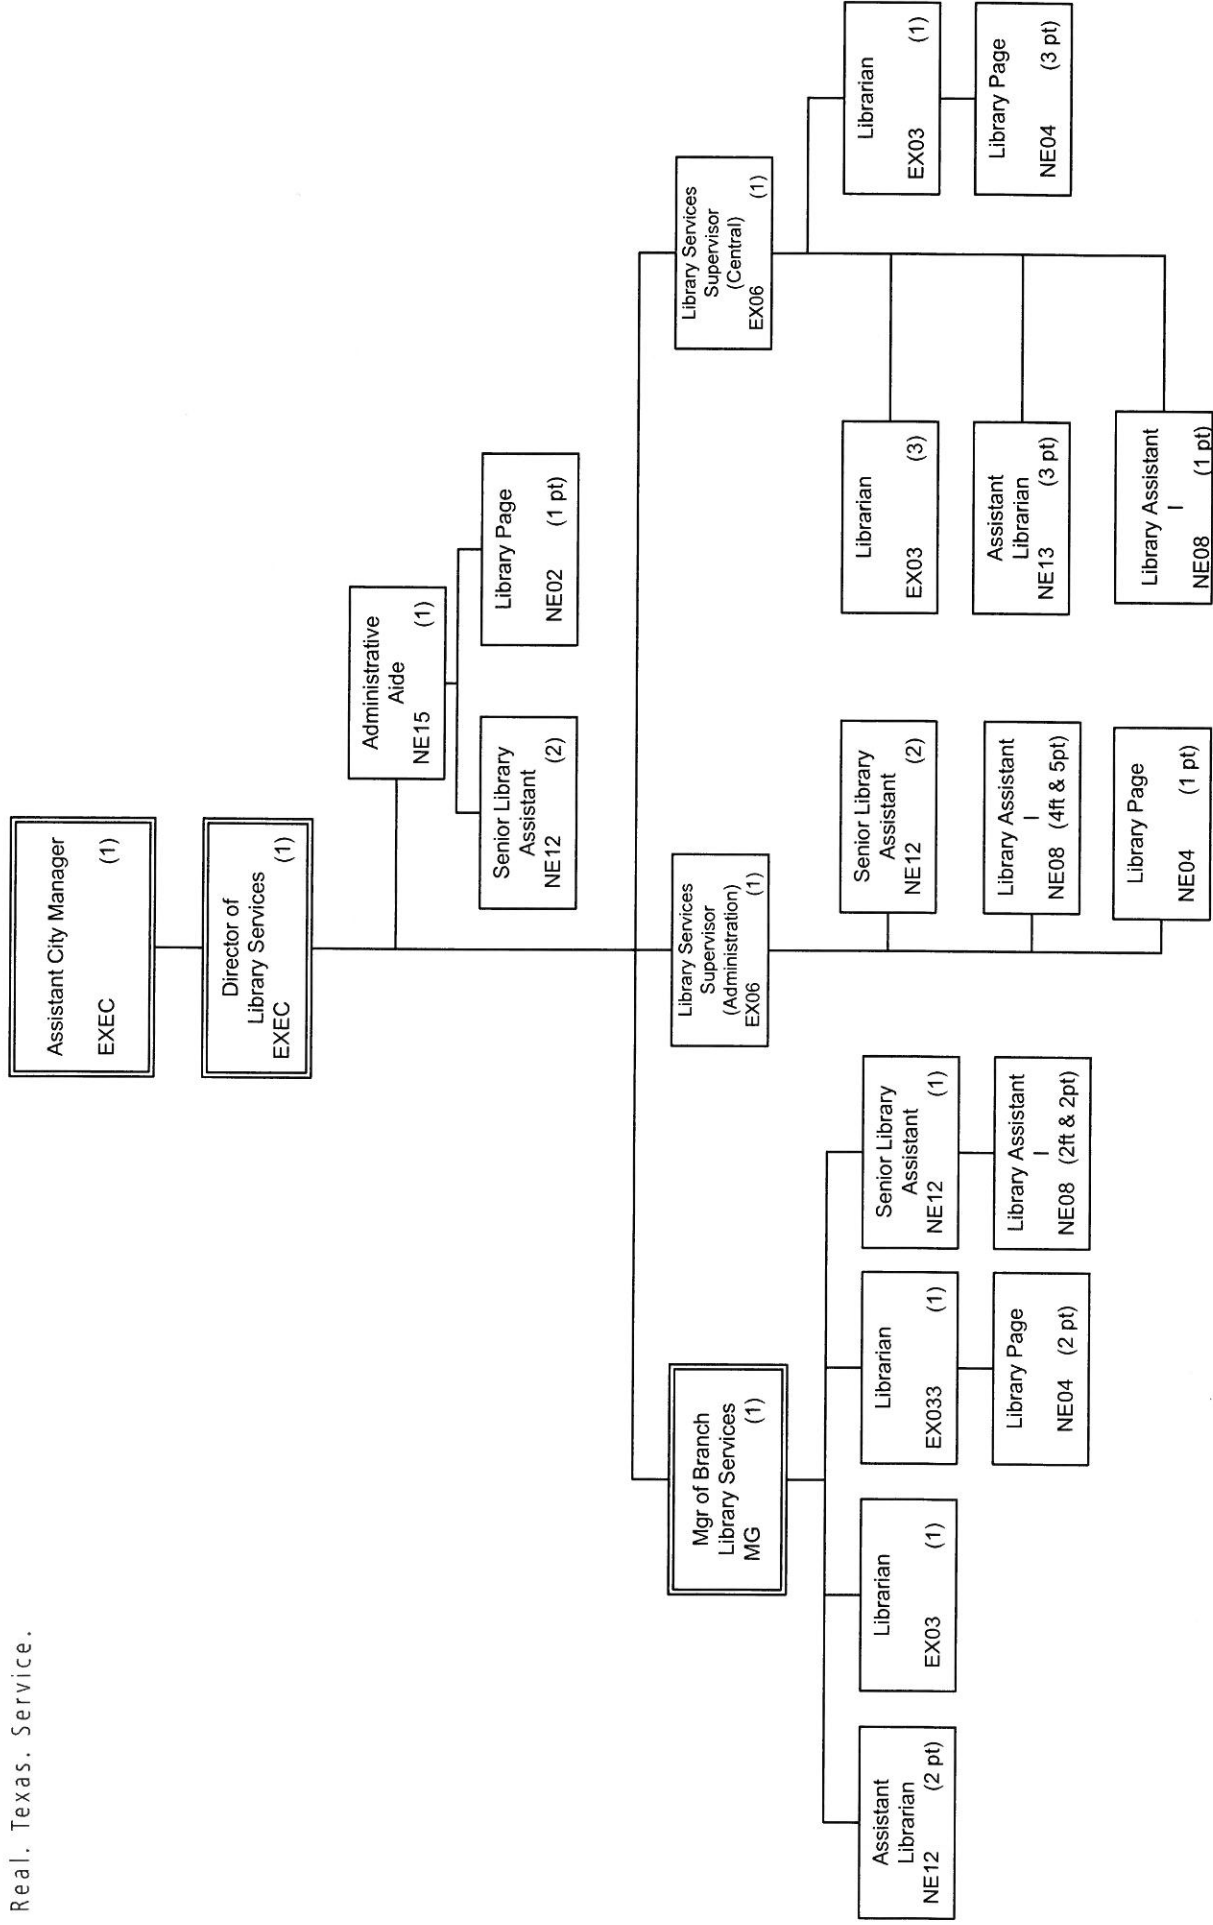 Real. Texas. Service.
Assistant City Manager
EXEC (1)
Director of
Library Services
EXEC (1)
Administrative
Aide
NE15 (1)
Senior Library
Assistant
NE12 (2)
Library Page
NE02 (1 pt)
Mgr of Branch
Library Services
MG (1)
Library Services
Supervisor
(Administration)
EX06 (1)
Library Services
Supervisor
(Central)
EX06 (1)
Assistant
Librarian
NE12 (2 pt)
Librarian
EX03 (1)
Librarian
EX033 (1)
Library Page
NE04 (2 pt)
Senior Library
Assistant
NE12 (1)
Library Assistant
I
NE08 (2ft & 2pt)
Senior Library
Assistant
NE12 (2)
Library Assistant
I
NE08 (4ft & 5pt)
Library Page
NE04 (1 pt)
Librarian
EX03 (3)
Assistant
Librarian
NE13 (3 pt)
Library Assistant
I
NE08 (1 pt)
Librarian
EX03 (1)
Library Page
NE04 (3 pt)